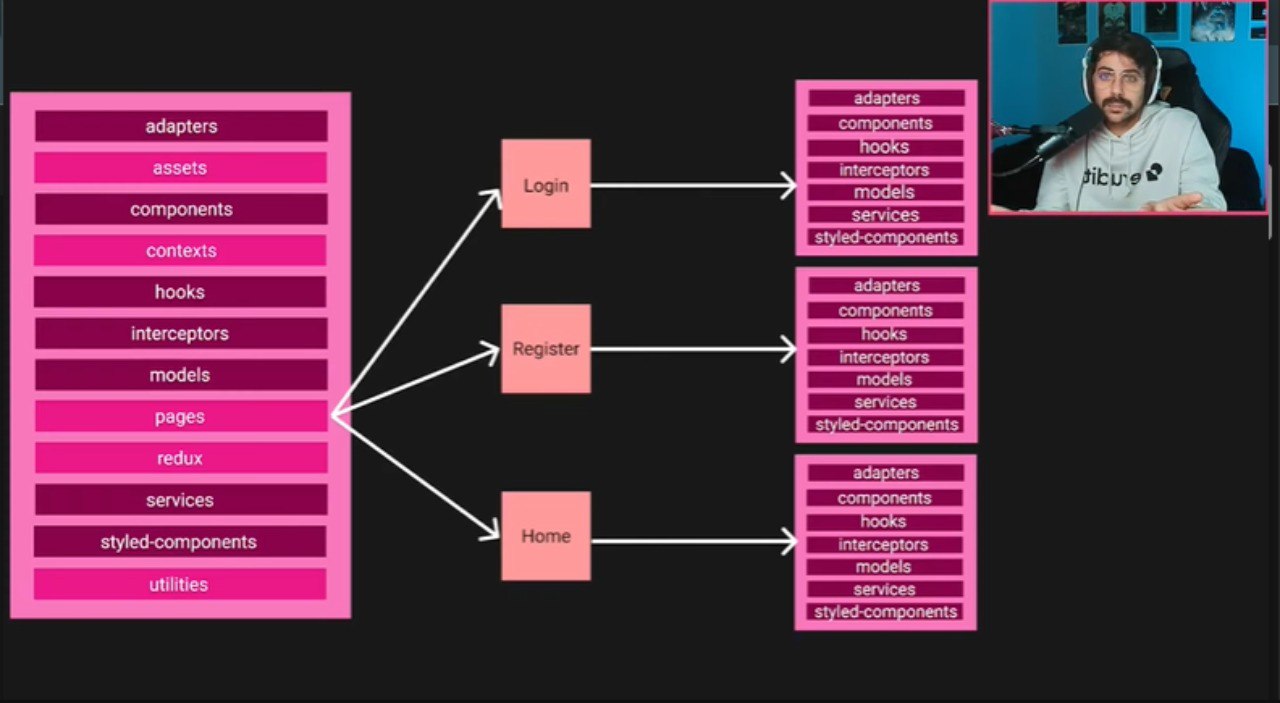 adapters
assets
components
contexts
hooks
interceptors
models
pages
redux
services
styled-components
utilities
Login
Register
Home
adapters
components
hooks
interceptors
models
services
styled-components
adapters
components
hooks
interceptors
models
services
styled-components
adapters
components
hooks
interceptors
models
services
styled-components